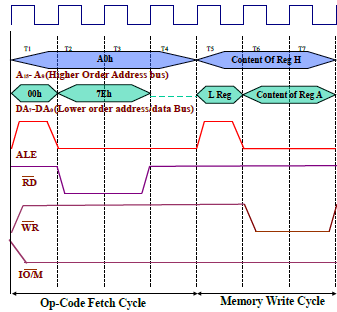 T1 T2 T3 T4 T5 T6 T7
A0h Content Of Reg H
A15- A8(Higher Order Address bus)
00h 7Eh L Reg Content of Reg A
DA7-DA0(Lower order address/data Bus)
ALE
RD
WR
IO/M
Op-Code Fetch Cycle Memory Write Cycle